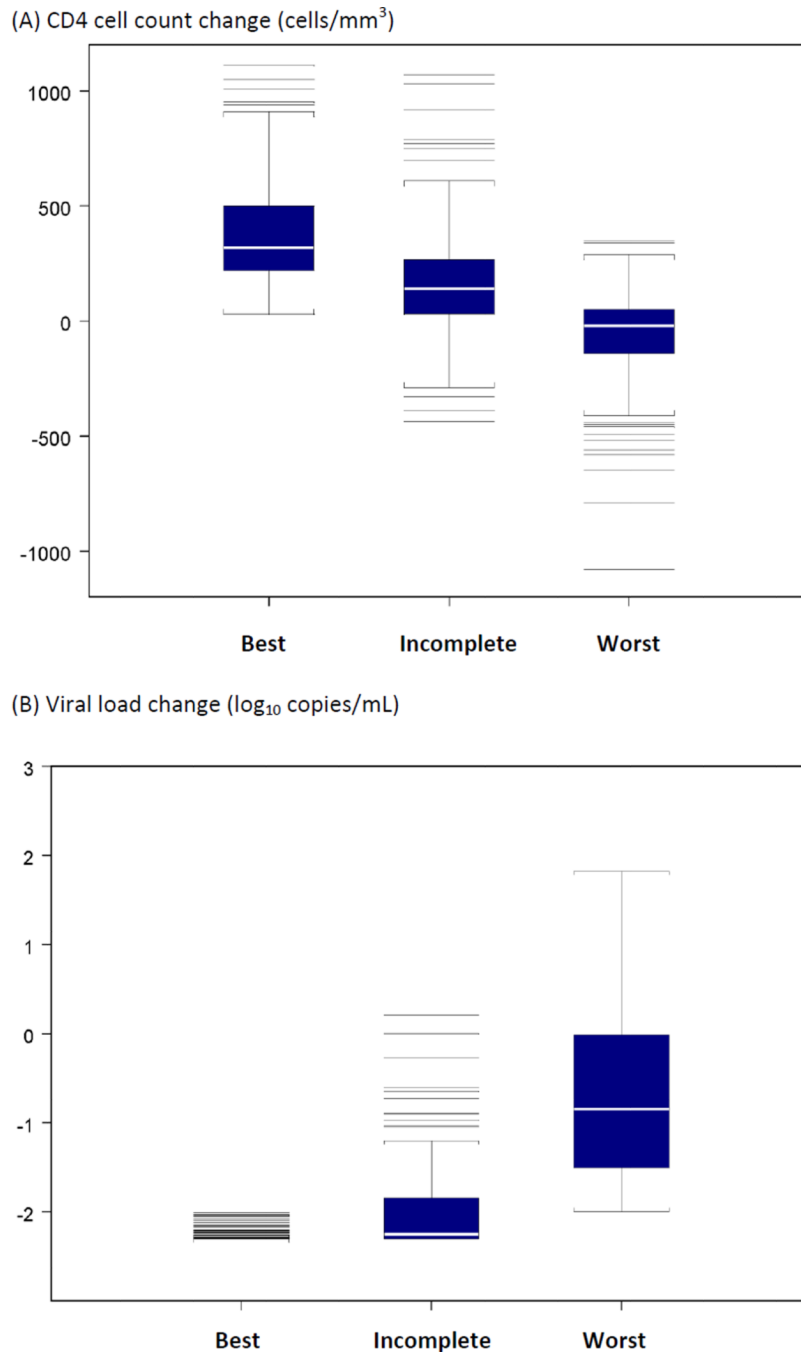 (A) CD4 cell count change (cells/mm³)
1000
500
0
-500
-1000
Best Incomplete Worst
(B) Viral load change (log₁₀ copies/mL)
3
2
1
0
-1
-2
Best Incomplete Worst